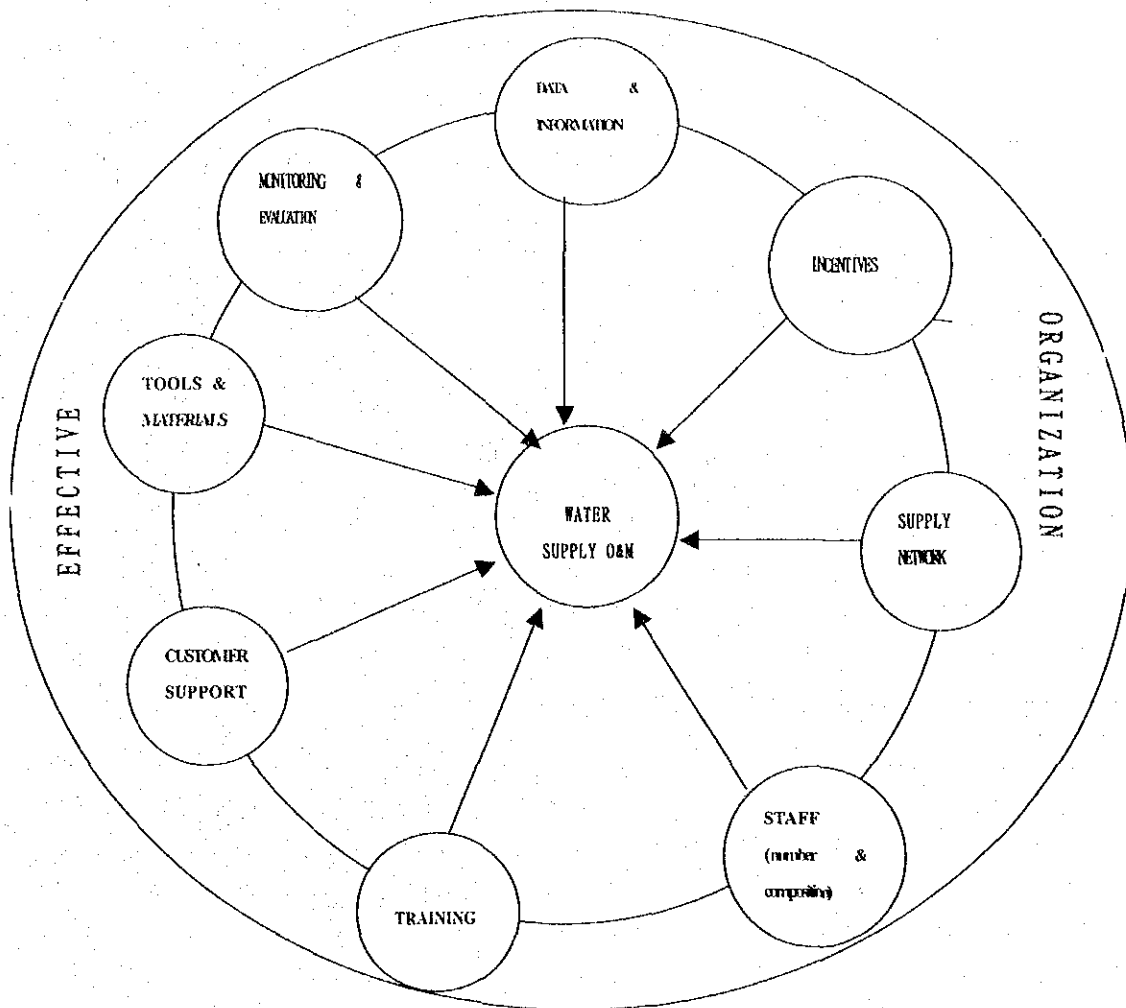 DATA &
INFORMATION
MONITORING &
EVALUATION
INCENTIVES
TOOLS &
MATERIALS
EFFECTIVE
ORGANIZATION
WATER
SUPPLY O&M
SUPPLY
NETWORK
CUSTOMER
SUPPORT
STAFF
(number &
composition)
TRAINING